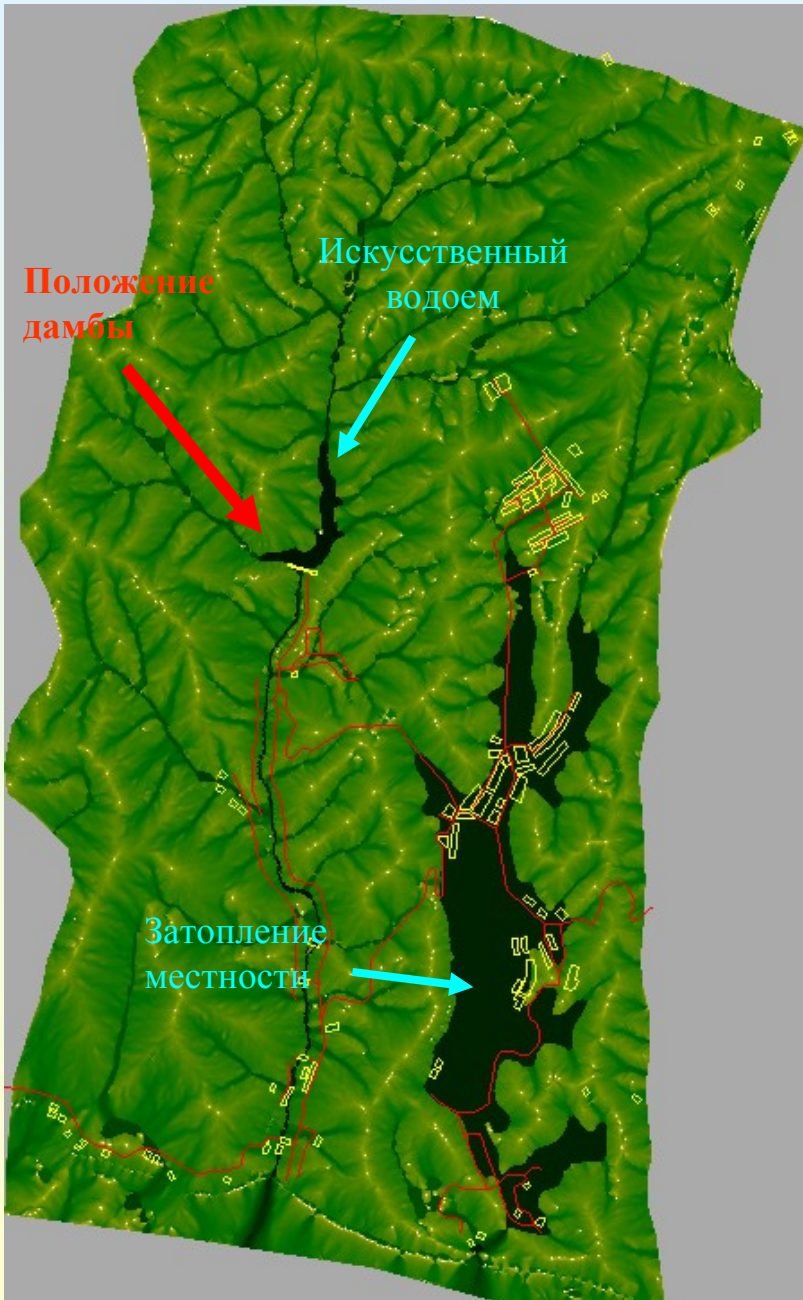 Искусственный
водоем
Положение
дамбы
Затопление
местности